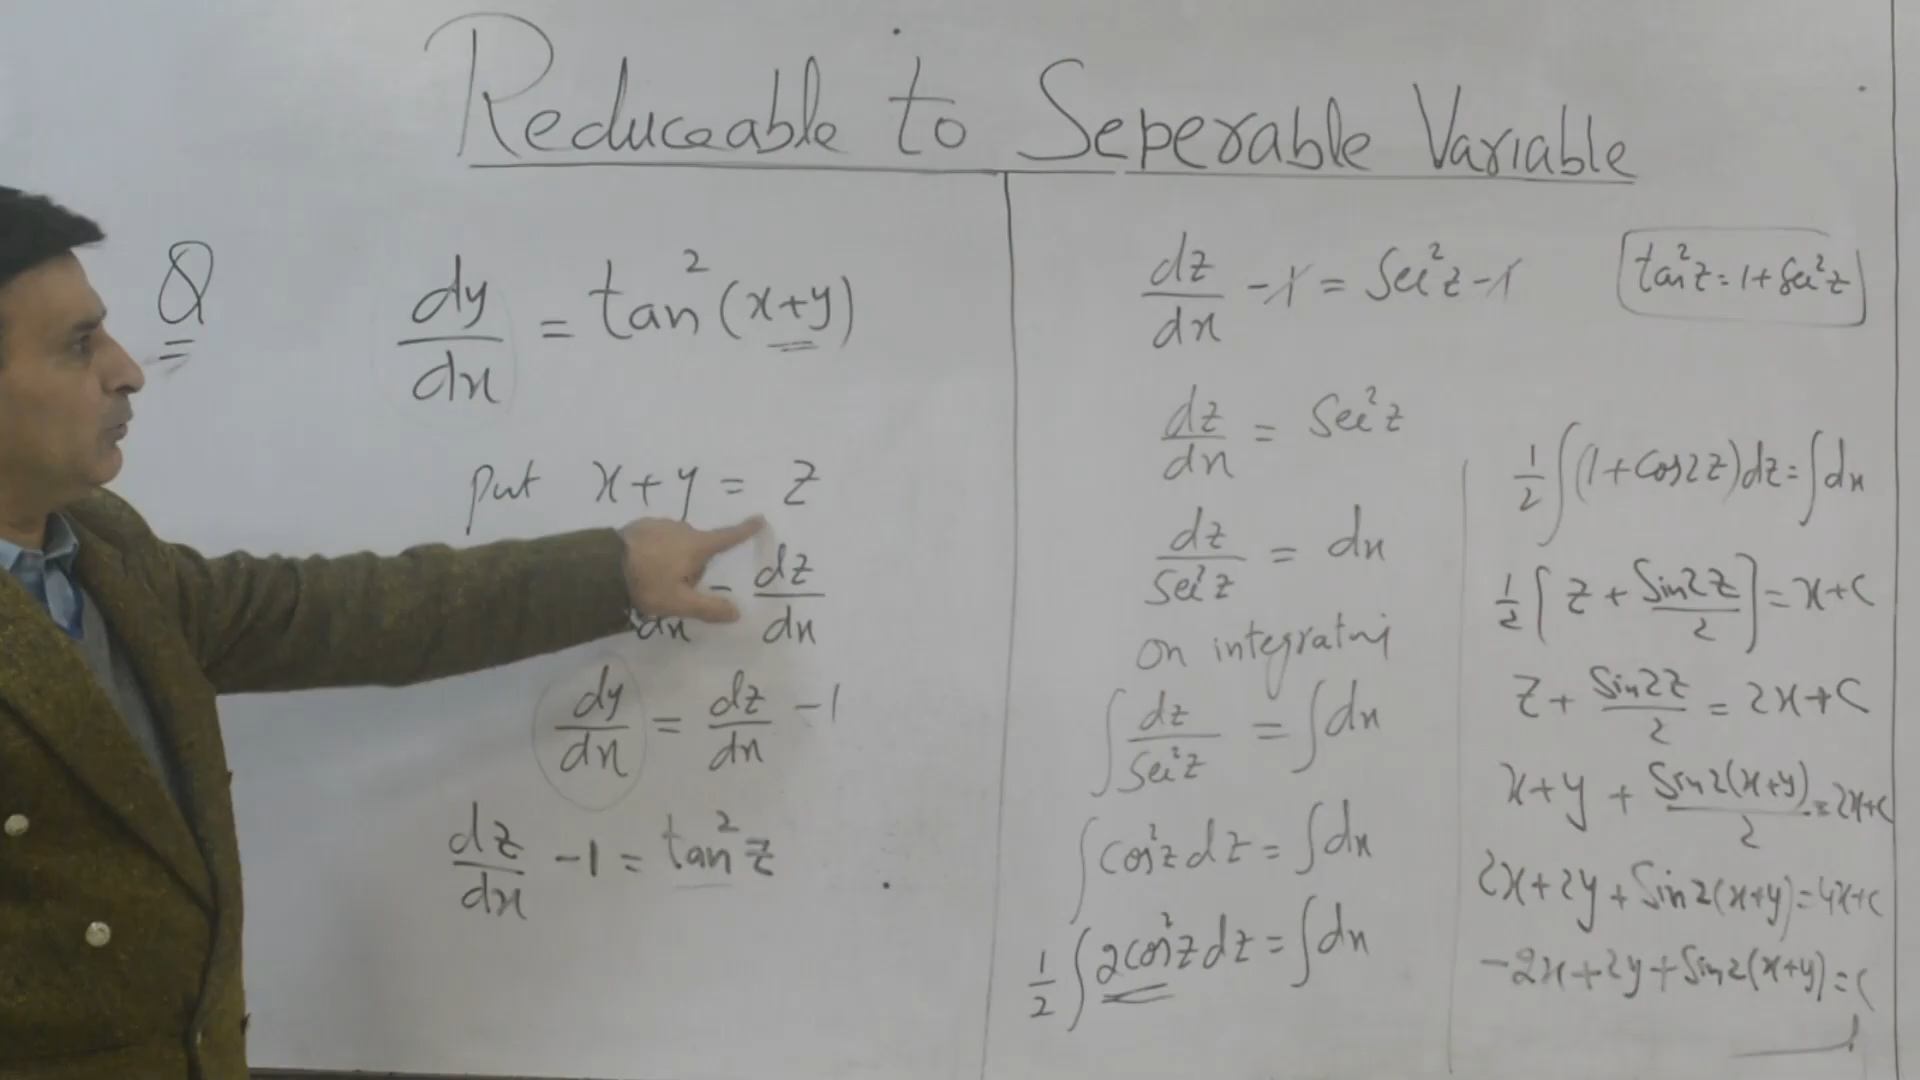 Reduceable to Seperable Variable
Q
dy/dx = tan²(x+y)
put x+y = z
dx = dz/dx
dy/dx = dz/dx -1
dz/dx -1 = tan²z
dz/dx -1 = Sec²z -1
tan²z = 1+Sec²z
dz/dx = Sec²z
dz/Sec²z = dx
on integrating
∫ dz/Sec²z = ∫dx
∫Cos²z dz = ∫dx
1/2 ∫2cos²z dz = ∫dx
1/2 ∫(1+Cos2z)dz = ∫dx
1/2 [z + Sin2z/2] = x+C
z + Sin2z/2 = 2x+C
x+y + Sin2(x+y)/2 = 2x+C
2x+2y+Sin2(x+y)=4x+C
-2x+2y+Sin2(x+y)=C